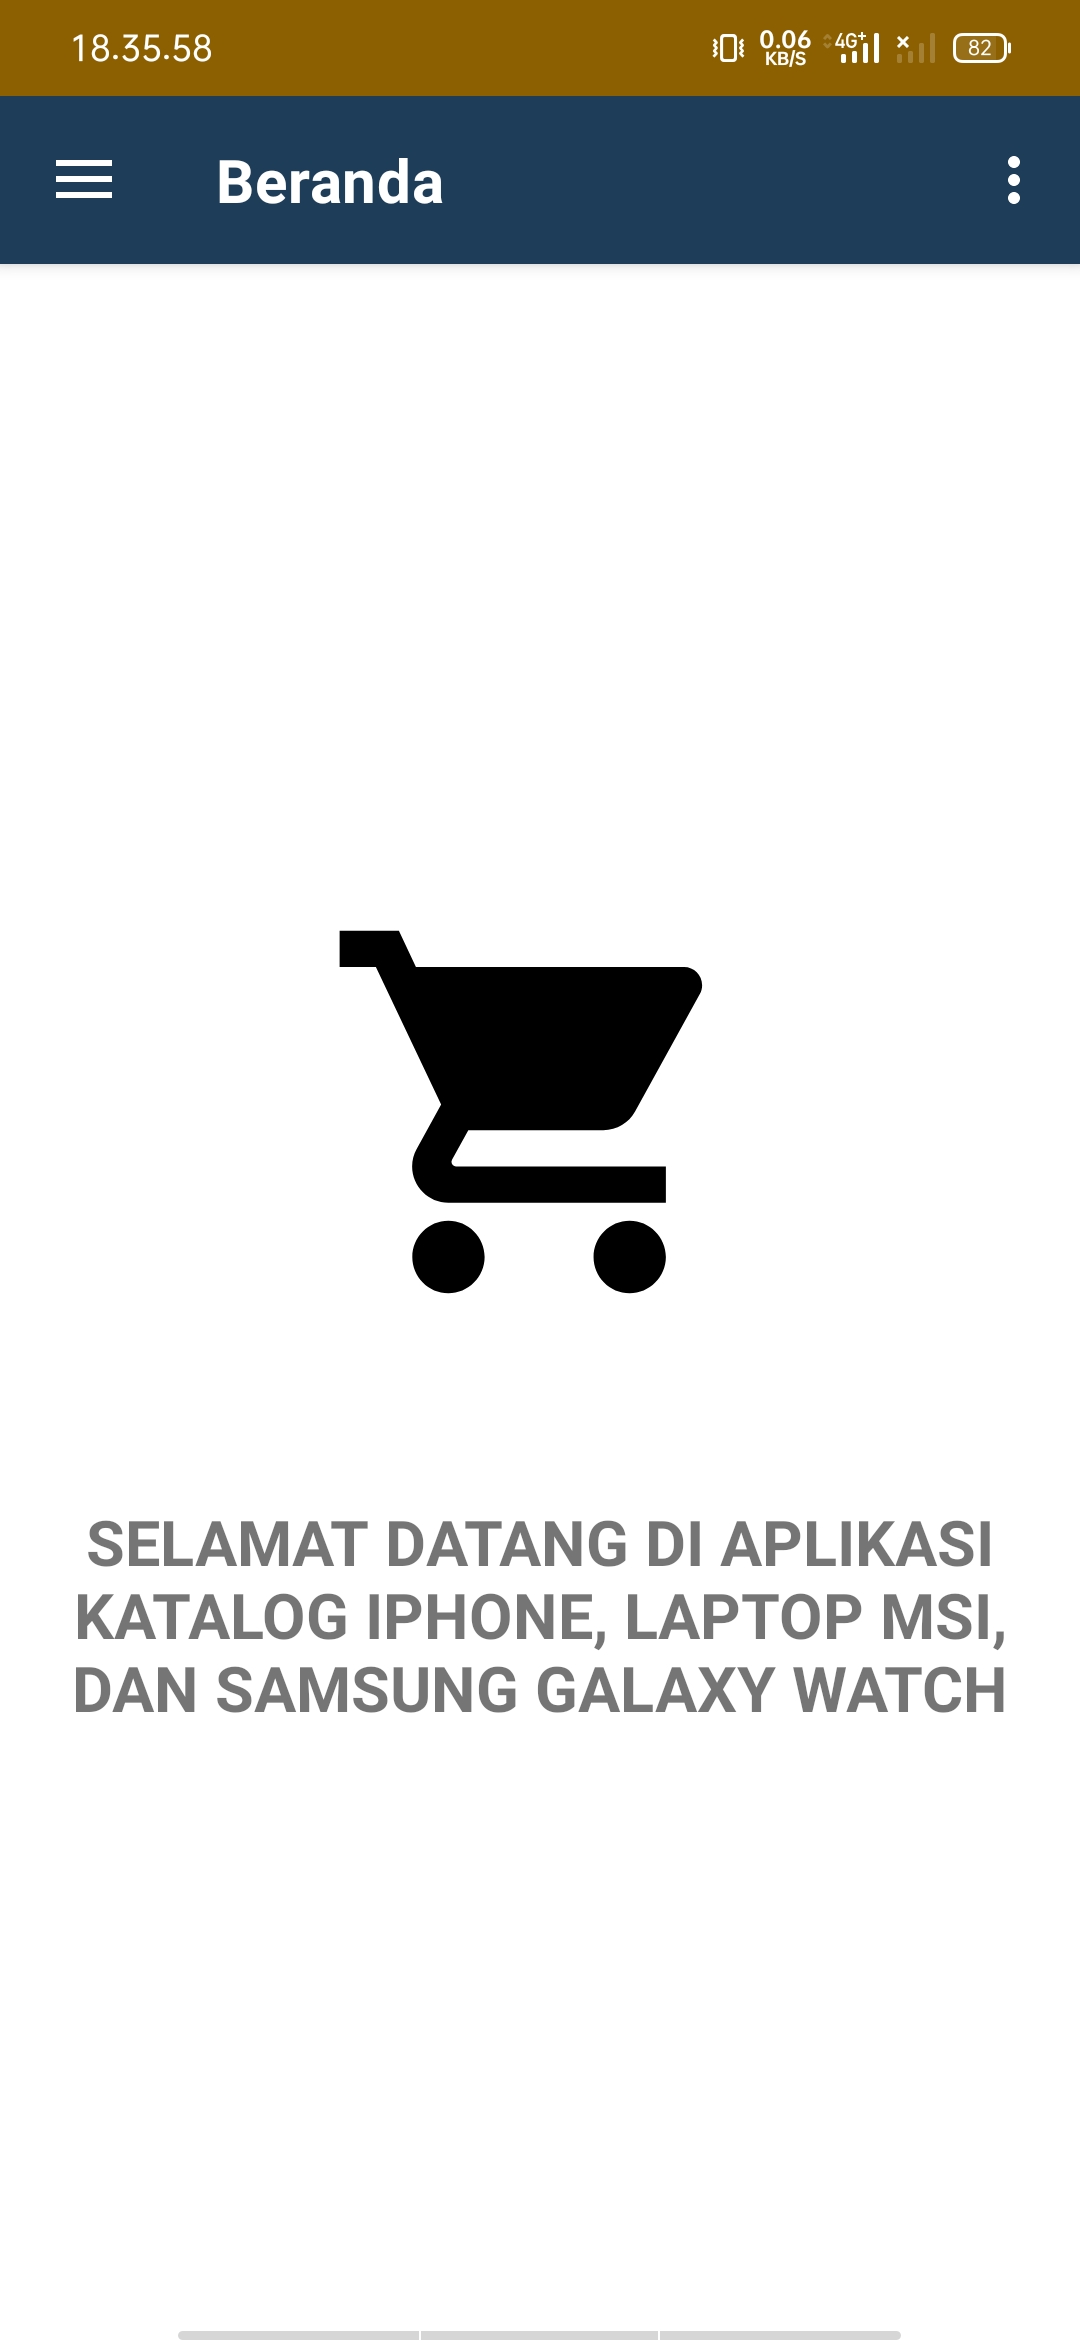 18.35.58
0.06
KB/S
4G+
82
Beranda
SELAMAT DATANG DI APLIKASI
KATALOG IPHONE, LAPTOP MSI,
DAN SAMSUNG GALAXY WATCH